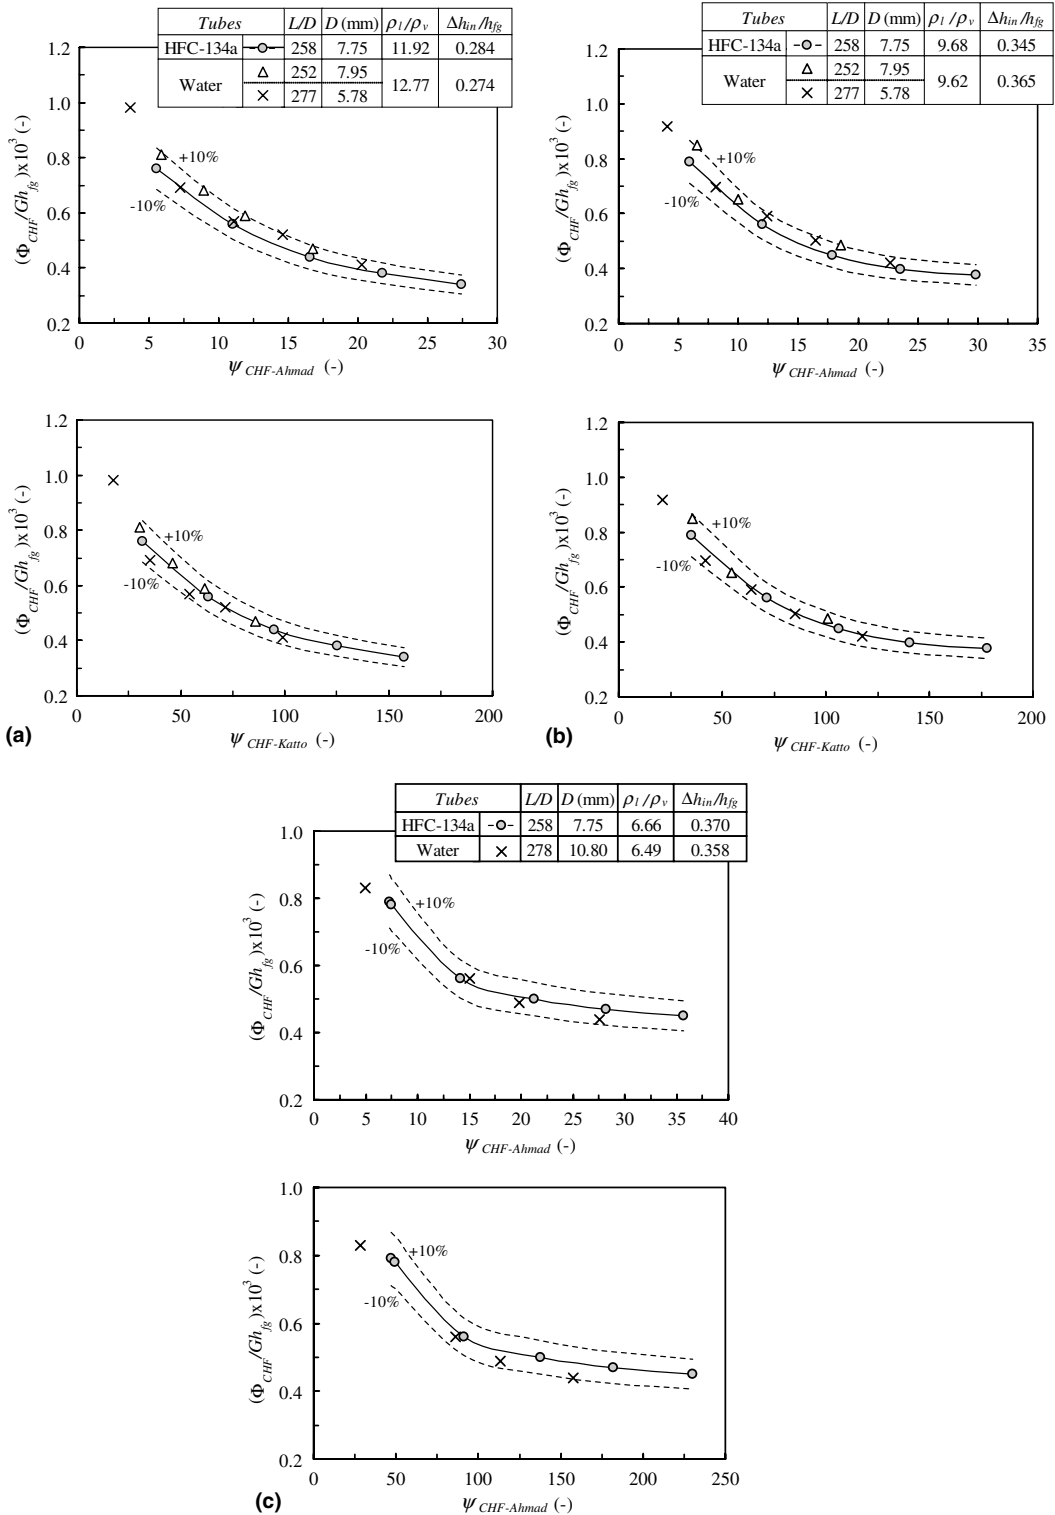 Tubes L/D D (mm) ρl/ρv Δhin/hfg
HFC-134a 258 7.75 11.92 0.284
Water 252 7.95 12.77 0.274
277 5.78
1.2
1.0
0.8
0.6
0.4
0.2
(ΦCHF/Ghfg)x10³ (-)
+10%
-10%
0 5 10 15 20 25 30
ψCHF-Ahmad (-)
Tubes L/D D (mm) ρl/ρv Δhin/hfg
HFC-134a 258 7.75 9.68 0.345
Water 252 7.95 9.62 0.365
277 5.78
1.2
1.0
0.8
0.6
0.4
0.2
(ΦCHF/Ghfg)x10³ (-)
+10%
-10%
0 5 10 15 20 25 30 35
ψCHF-Ahmad (-)
1.2
1.0
0.8
0.6
0.4
0.2
(ΦCHF/Ghfg)x10³ (-)
+10%
-10%
0 50 100 150 200
(a) ψCHF-Katto (-)
1.2
1.0
0.8
0.6
0.4
0.2
(ΦCHF/Ghfg)x10³ (-)
+10%
-10%
0 50 100 150 200
(b) ψCHF-Katto (-)
Tubes L/D D (mm) ρl/ρv Δhin/hfg
HFC-134a 258 7.75 6.66 0.370
Water 278 10.80 6.49 0.358
1.0
0.8
0.6
0.4
0.2
(ΦCHF/Ghfg)x10³ (-)
+10%
-10%
0 5 10 15 20 25 30 35 40
ψCHF-Ahmad (-)
1.0
0.8
0.6
0.4
0.2
(ΦCHF/Ghfg)x10³ (-)
+10%
-10%
0 50 100 150 200 250
(c) ψCHF-Ahmad (-)